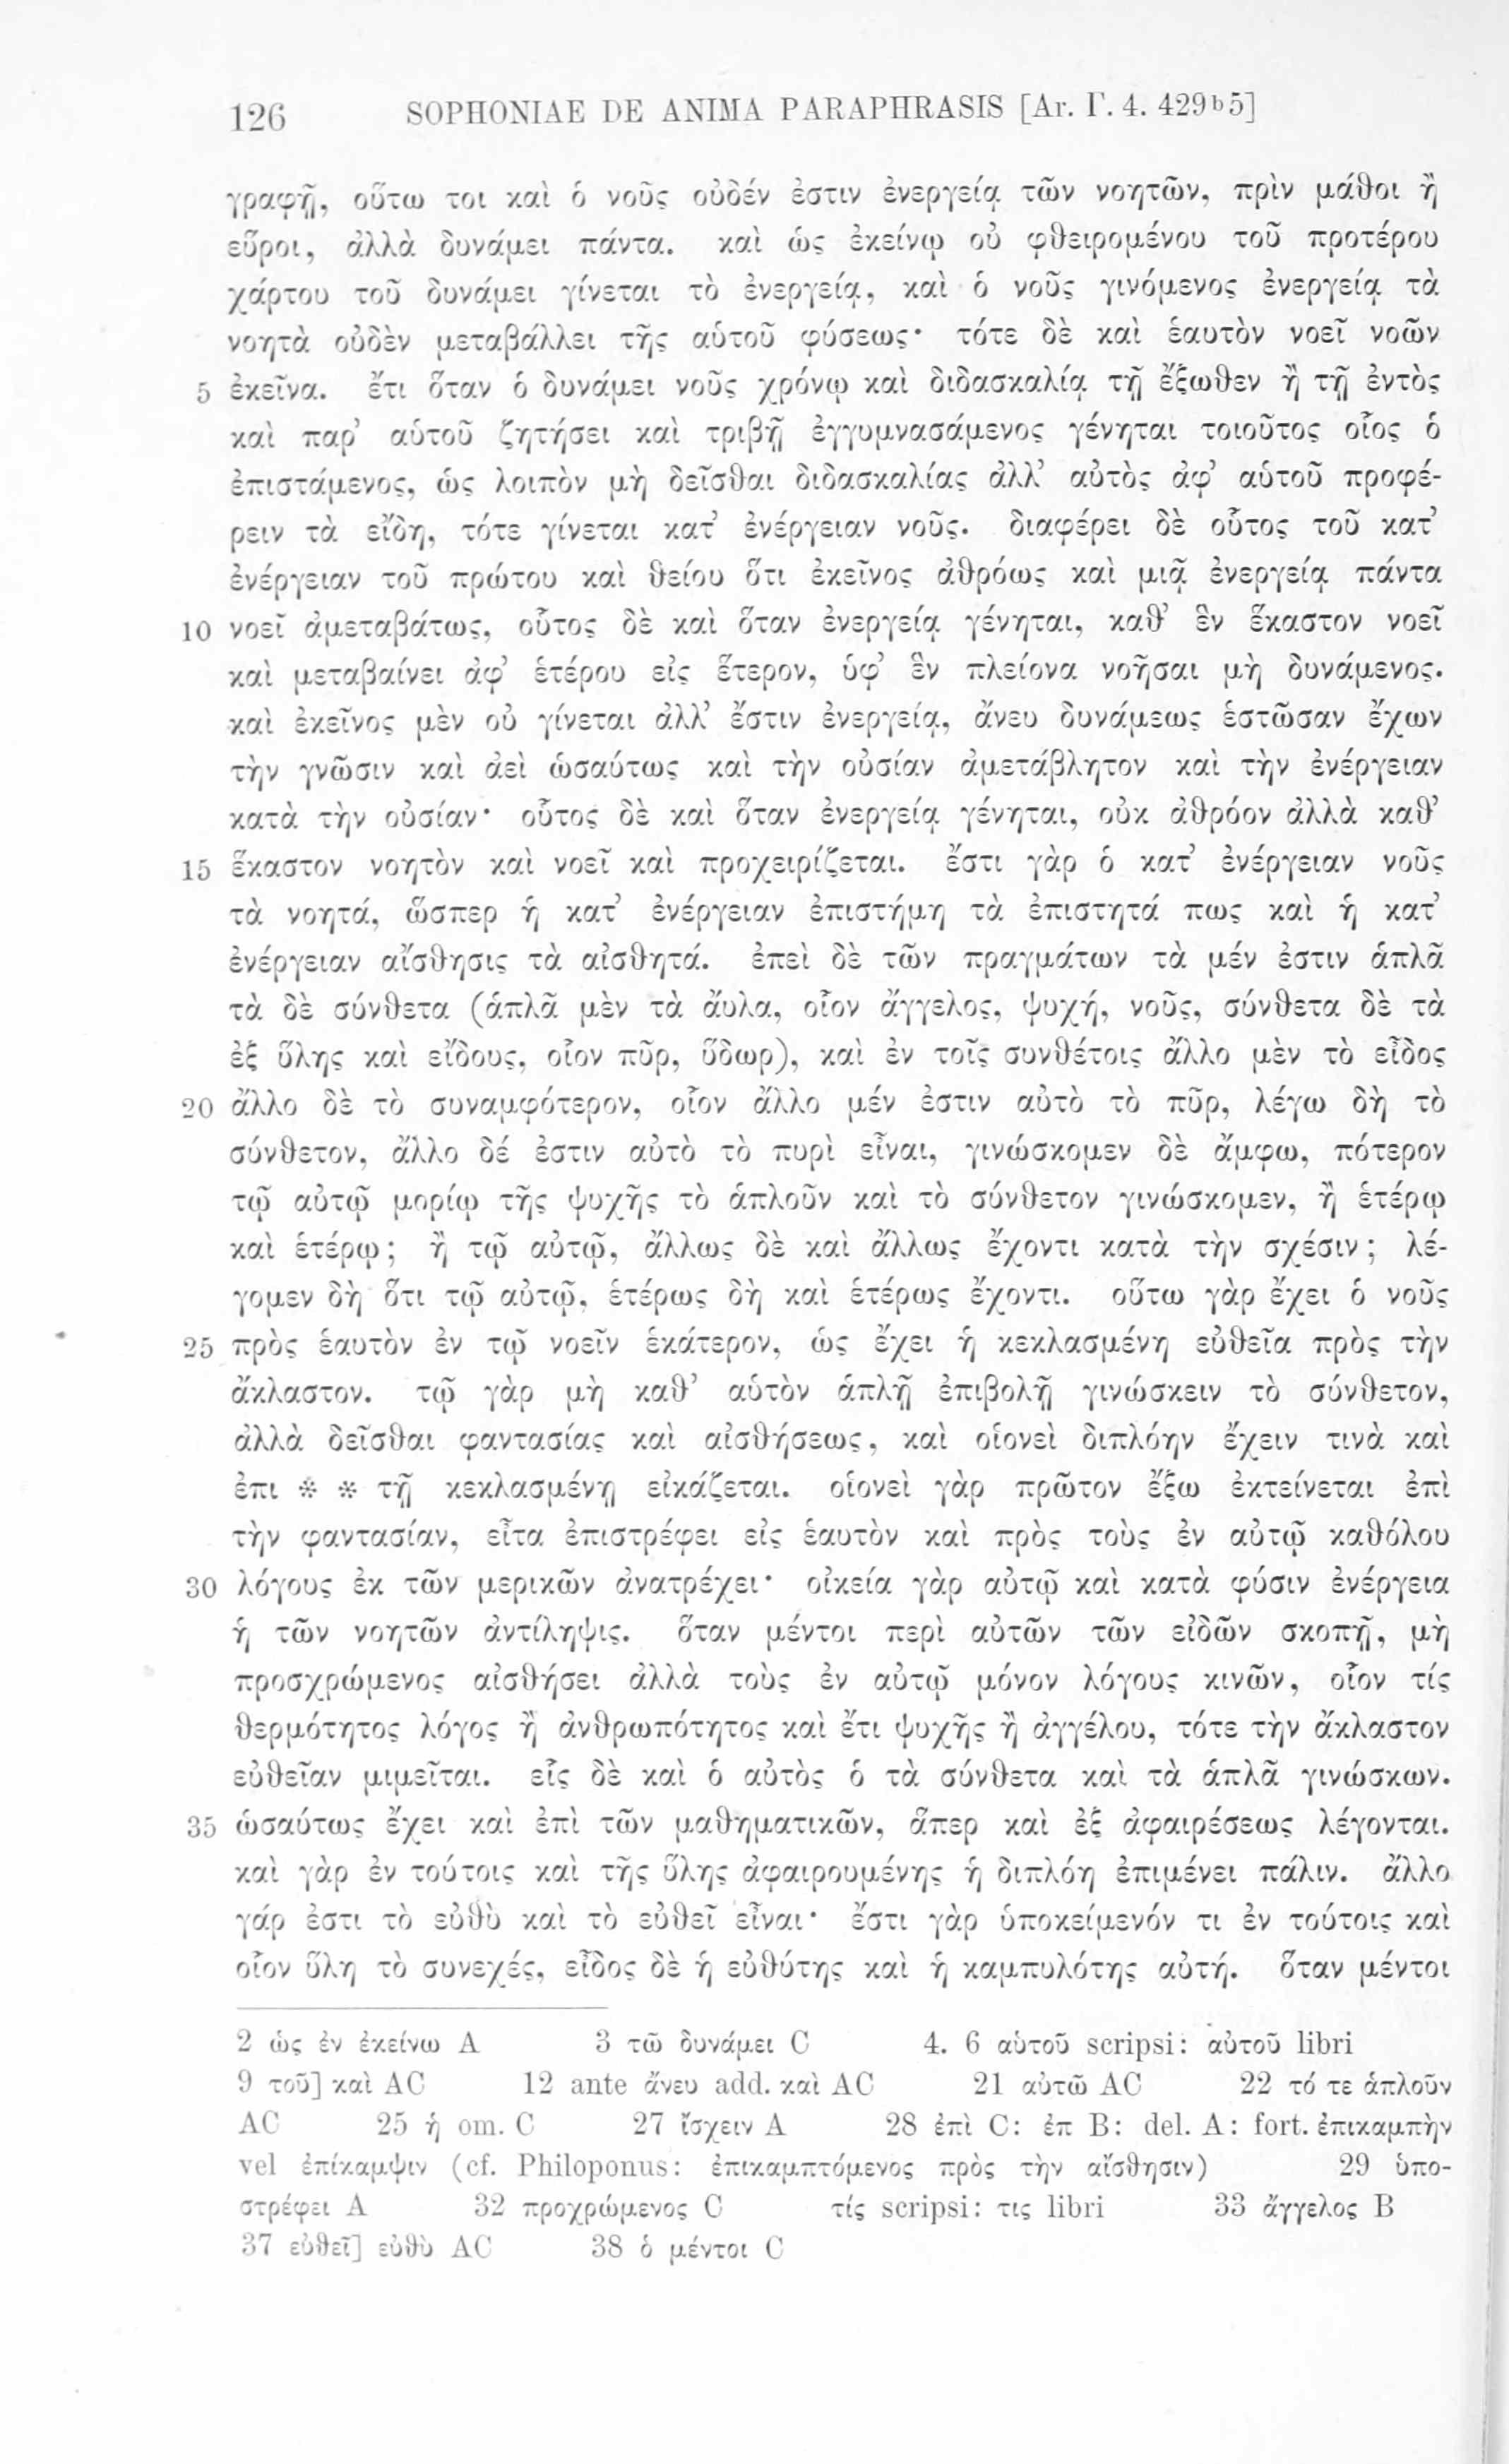 126 SOPHONIAE DE ANIMA PARAPHRASIS [Ar. Γ. 4. 429ᵇ5]
γραφῇ, οὕτω τοι καὶ ὁ νοῦς οὐδέν ἐστιν ἐνεργείᾳ τῶν νοητῶν, πρὶν μάθοι ἢ
εὕροι, ἀλλὰ δυνάμει πάντα. καὶ ὡς ἐκείνῳ οὐ φθειρομένου τοῦ προτέρου
χάρτου τοῦ δυνάμει γίνεται τὸ ἐνεργείᾳ, καὶ ὁ νοῦς γινόμενος ἐνεργείᾳ τὰ
νοητὰ οὐδὲν μεταβάλλει τῆς αὑτοῦ φύσεως· τότε δὲ καὶ ἑαυτὸν νοεῖ νοῶν
5 ἐκεῖνα. ἔτι ὅταν ὁ δυνάμει νοῦς χρόνῳ καὶ διδασκαλίᾳ τῇ ἔξωθεν ἢ τῇ ἐντὸς
καὶ παρ’ αὑτοῦ ζητήσει καὶ τριβῇ ἐγγυμνασάμενος γένηται τοιοῦτος οἷος ὁ
ἐπιστάμενος, ὡς λοιπὸν μὴ δεῖσθαι διδασκαλίας ἀλλ’ αὐτὸς ἀφ’ αὑτοῦ προφέ-
ρειν τὰ εἴδη, τότε γίνεται κατ’ ἐνέργειαν νοῦς. διαφέρει δὲ οὗτος τοῦ κατ’
ἐνέργειαν τοῦ πρώτου καὶ θείου ὅτι ἐκεῖνος ἀθρόως καὶ μιᾷ ἐνεργείᾳ πάντα
10 νοεῖ ἀμεταβάτως, οὗτος δὲ καὶ ὅταν ἐνεργείᾳ γένηται, καθ’ ἓν ἕκαστον νοεῖ
καὶ μεταβαίνει ἀφ’ ἑτέρου εἰς ἕτερον, ὑφ’ ἓν πλείονα νοῆσαι μὴ δυνάμενος.
καὶ ἐκεῖνος μὲν οὐ γίνεται ἀλλ’ ἔστιν ἐνεργείᾳ, ἄνευ δυνάμεως ἑστῶσαν ἔχων
τὴν γνῶσιν καὶ ἀεὶ ὡσαύτως καὶ τὴν οὐσίαν ἀμετάβλητον καὶ τὴν ἐνέργειαν
κατὰ τὴν οὐσίαν· οὗτος δὲ καὶ ὅταν ἐνεργείᾳ γένηται, οὐκ ἀθρόον ἀλλὰ καθ’
15 ἕκαστον νοητὸν καὶ νοεῖ καὶ προχειρίζεται. ἔστι γὰρ ὁ κατ’ ἐνέργειαν νοῦς
τὰ νοητά, ὥσπερ ἡ κατ’ ἐνέργειαν ἐπιστήμη τὰ ἐπιστητά πως καὶ ἡ κατ’
ἐνέργειαν αἴσθησις τὰ αἰσθητά. ἐπεὶ δὲ τῶν πραγμάτων τὰ μέν ἐστιν ἁπλᾶ
τὰ δὲ σύνθετα (ἁπλᾶ μὲν τὰ ἄυλα, οἷον ἄγγελος, ψυχή, νοῦς, σύνθετα δὲ τὰ
ἐξ ὕλης καὶ εἴδους, οἷον πῦρ, ὕδωρ), καὶ ἐν τοῖς συνθέτοις ἄλλο μὲν τὸ εἶδος
20 ἄλλο δὲ τὸ συναμφότερον, οἷον ἄλλο μέν ἐστιν αὐτὸ τὸ πῦρ, λέγω δὴ τὸ
σύνθετον, ἄλλο δέ ἐστιν αὐτὸ τὸ πυρὶ εἶναι, γινώσκομεν δὲ ἄμφω, πότερον
τῷ αὐτῷ μορίῳ τῆς ψυχῆς τὸ ἁπλοῦν καὶ τὸ σύνθετον γινώσκομεν, ἢ ἑτέρῳ
καὶ ἑτέρῳ; ἢ τῷ αὐτῷ, ἄλλως δὲ καὶ ἄλλως ἔχοντι κατὰ τὴν σχέσιν; λέ-
γομεν δὴ ὅτι τῷ αὐτῷ, ἑτέρως δὴ καὶ ἑτέρως ἔχοντι. οὕτω γὰρ ἔχει ὁ νοῦς
25 πρὸς ἑαυτὸν ἐν τῷ νοεῖν ἑκάτερον, ὡς ἔχει ἡ κεκλασμένη εὐθεῖα πρὸς τὴν
ἄκλαστον. τῷ γὰρ μὴ καθ’ αὑτὸν ἁπλῇ ἐπιβολῇ γινώσκειν τὸ σύνθετον,
ἀλλὰ δεῖσθαι φαντασίας καὶ αἰσθήσεως, καὶ οἱονεὶ διπλόην ἔχειν τινὰ καὶ
ἐπι * * τῇ κεκλασμένῃ εἰκάζεται. οἱονεὶ γὰρ πρῶτον ἔξω ἐκτείνεται ἐπὶ
τὴν φαντασίαν, εἶτα ἐπιστρέφει εἰς ἑαυτὸν καὶ πρὸς τοὺς ἐν αὐτῷ καθόλου
30 λόγους ἐκ τῶν μερικῶν ἀνατρέχει· οἰκεία γὰρ αὐτῷ καὶ κατὰ φύσιν ἐνέργεια
ἡ τῶν νοητῶν ἀντίληψις. ὅταν μέντοι περὶ αὐτῶν τῶν εἰδῶν σκοπῇ, μὴ
προσχρώμενος αἰσθήσει ἀλλὰ τοὺς ἐν αὐτῷ μόνον λόγους κινῶν, οἷον τίς
θερμότητος λόγος ἢ ἀνθρωπότητος καὶ ἔτι ψυχῆς ἢ ἀγγέλου, τότε τὴν ἄκλαστον
εὐθεῖαν μιμεῖται. εἷς δὲ καὶ ὁ αὐτὸς ὁ τὰ σύνθετα καὶ τὰ ἁπλᾶ γινώσκων.
35 ὡσαύτως ἔχει καὶ ἐπὶ τῶν μαθηματικῶν, ἅπερ καὶ ἐξ ἀφαιρέσεως λέγονται.
καὶ γὰρ ἐν τούτοις καὶ τῆς ὕλης ἀφαιρουμένης ἡ διπλόη ἐπιμένει πάλιν. ἄλλο
γάρ ἐστι τὸ εὐθὺ καὶ τὸ εὐθεῖ εἶναι· ἔστι γὰρ ὑποκείμενόν τι ἐν τούτοις καὶ
οἷον ὕλη τὸ συνεχές, εἶδος δὲ ἡ εὐθύτης καὶ ἡ καμπυλότης αὐτή. ὅταν μέντοι
2 ὡς ἐν ἐκείνω A 3 τῶ δυνάμει C 4. 6 αὑτοῦ scripsi: αὐτοῦ libri
9 τοῦ] καὶ AC 12 ante ἄνευ add. καὶ AC 21 αὐτῶ AC 22 τό τε ἁπλοῦν
AC 25 ἡ om. C 27 ἴσχειν A 28 ἐπὶ C: ἐπ B: del. A: fort. ἐπικαμπὴν
vel ἐπίκαμψιν (cf. Philoponus: ἐπικαμπτόμενος πρὸς τὴν αἴσθησιν) 29 ὑπο-
στρέφει A 32 προχρώμενος C τίς scripsi: τις libri 33 ἄγγελος B
37 εὐθεῖ] εὐθὺ AC 38 ὁ μέντοι C